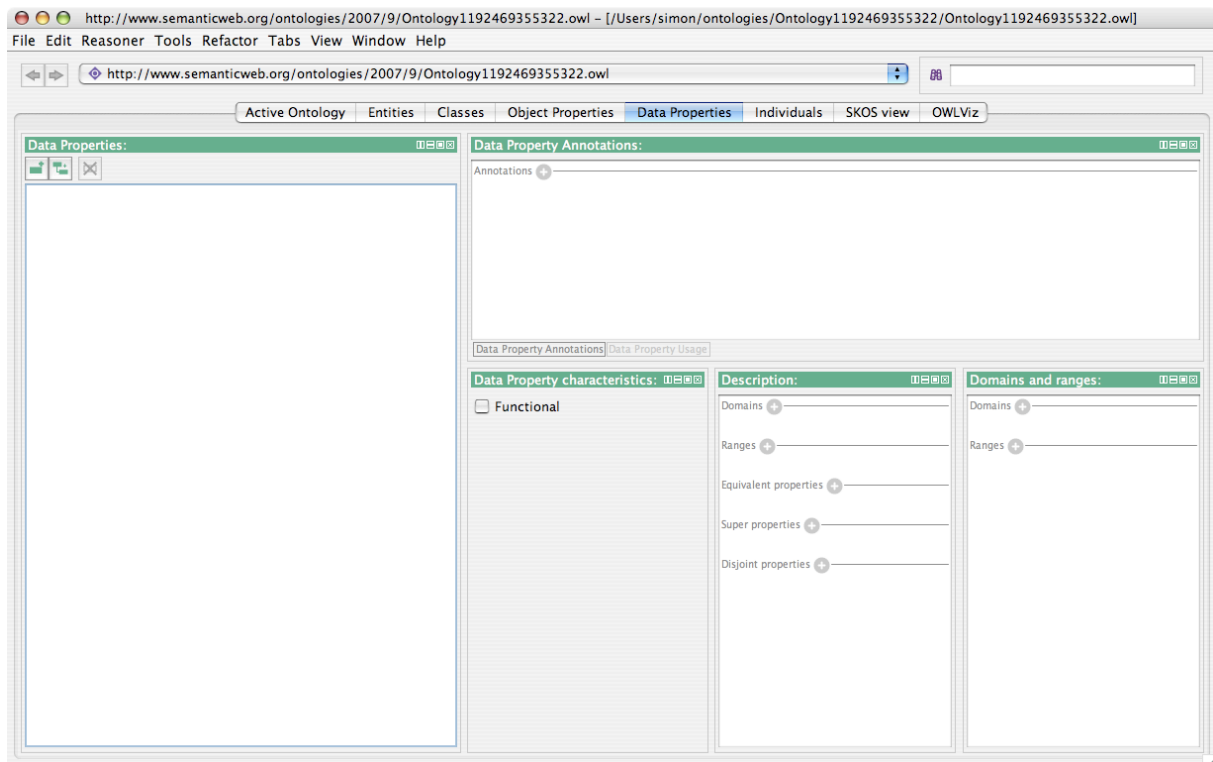 http://www.semanticweb.org/ontologies/2007/9/Ontology1192469355322.owl – [/Users/simon/ontologies/Ontology1192469355322/Ontology1192469355322.owl]
File Edit Reasoner Tools Refactor Tabs View Window Help
http://www.semanticweb.org/ontologies/2007/9/Ontology1192469355322.owl
Active Ontology Entities Classes Object Properties Data Properties Individuals SKOS view OWLViz
Data Properties:
Data Property Annotations:
Annotations
Data Property Annotations Data Property Usage
Data Property characteristics:
Functional
Description:
Domains
Ranges
Equivalent properties
Super properties
Disjoint properties
Domains and ranges:
Domains
Ranges